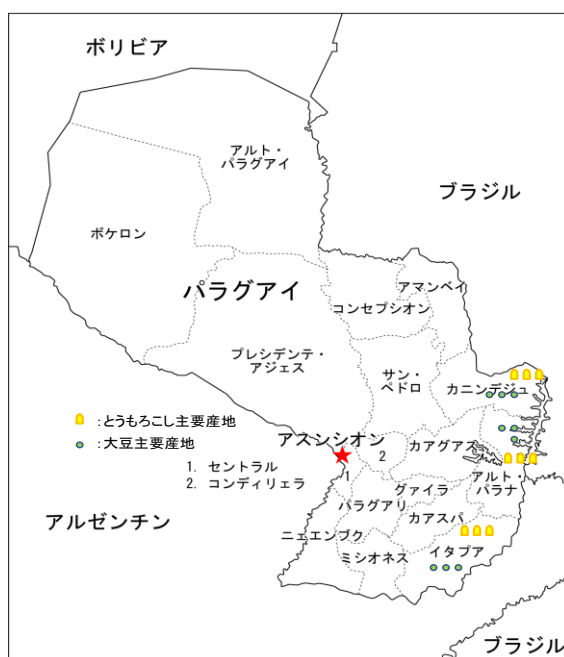 ボリビア
アルト・
パラグアイ
ブラジル
ボケロン
アマンベイ
パラグアイ
コンセプシオン
プレシデンテ・
アジェス
サン・
ペドロ
カニンデジュ
:とうもろこし主要産地
:大豆主要産地
アスンシオン
カアグアス
2
1. セントラル
2. コンディリェラ
1
アルト・
パラナ
グァイラ
パラグアリ
カアスパ
アルゼンチン
ニェエンブク
ミシオネス
イタプア
ブラジル